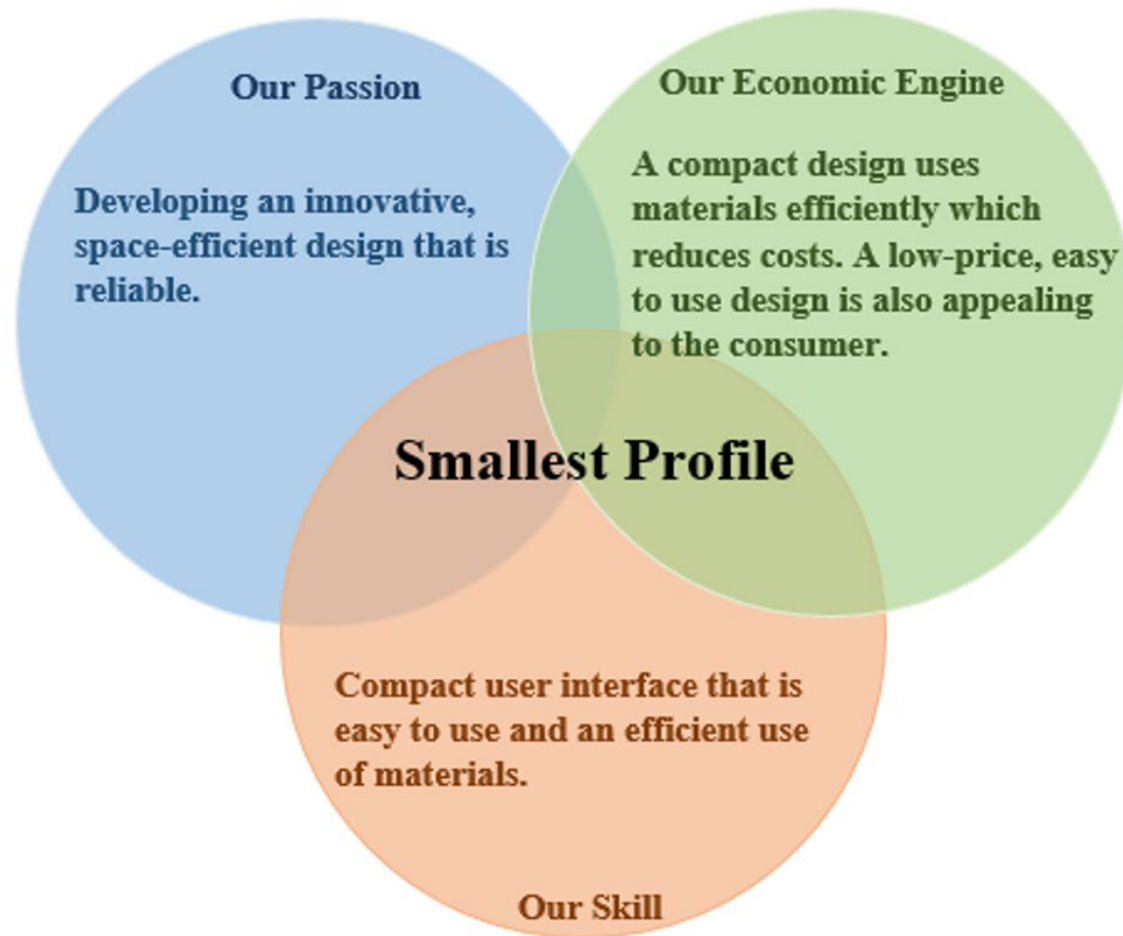 Our Passion
Developing an innovative,
space-efficient design that is
reliable.
Our Economic Engine
A compact design uses
materials efficiently which
reduces costs. A low-price, easy
to use design is also appealing
to the consumer.
Smallest Profile
Compact user interface that is
easy to use and an efficient use
of materials.
Our Skill